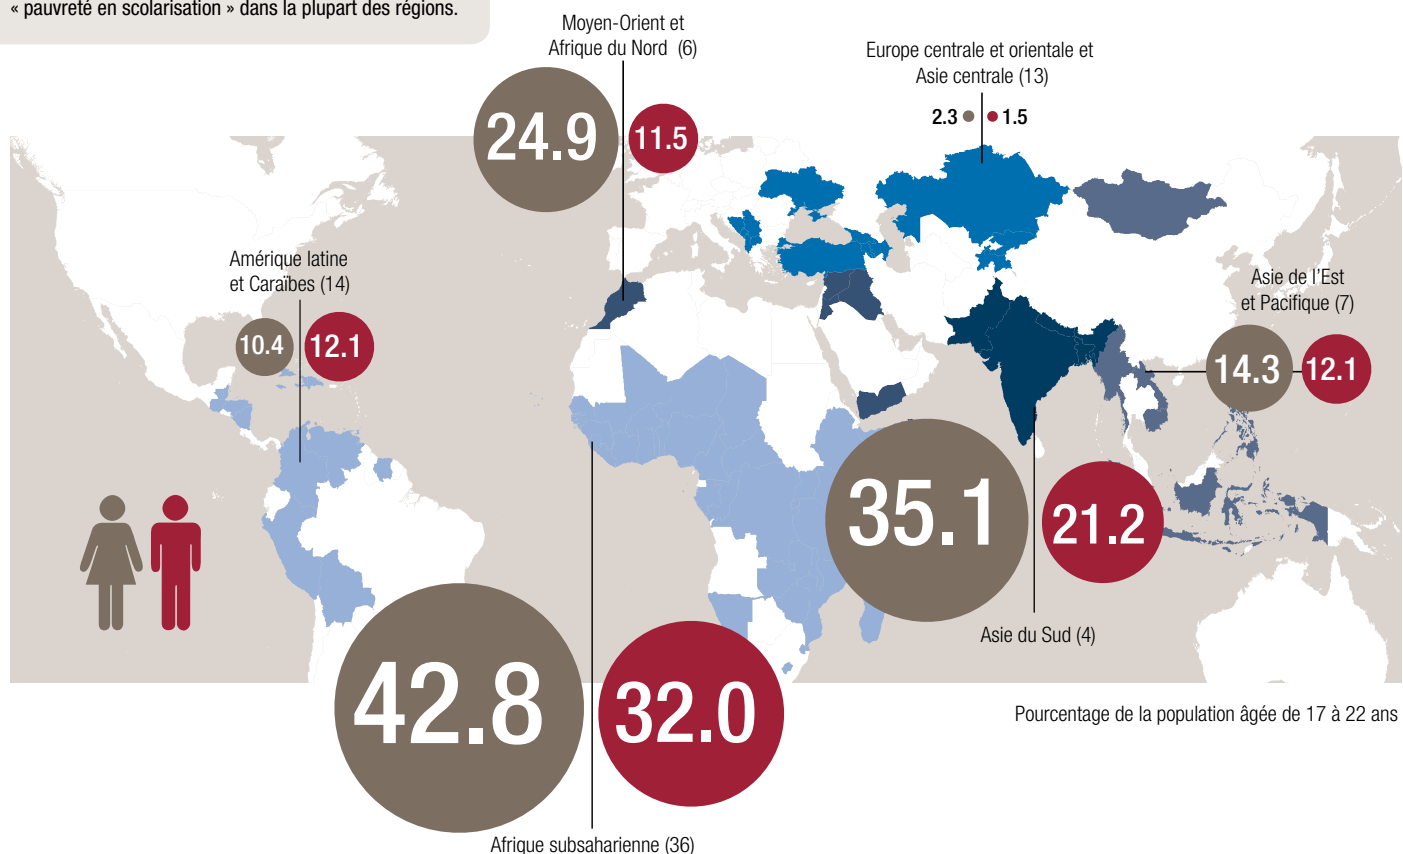 « pauvreté en scolarisation » dans la plupart des régions.
Moyen-Orient et
Afrique du Nord (6)
24.9
11.5
Europe centrale et orientale et
Asie centrale (13)
2.3
1.5
Amérique latine
et Caraïbes (14)
10.4
12.1
Asie de l’Est
et Pacifique (7)
14.3
12.1
35.1
21.2
Asie du Sud (4)
42.8
32.0
Pourcentage de la population âgée de 17 à 22 ans
Afrique subsaharienne (36)